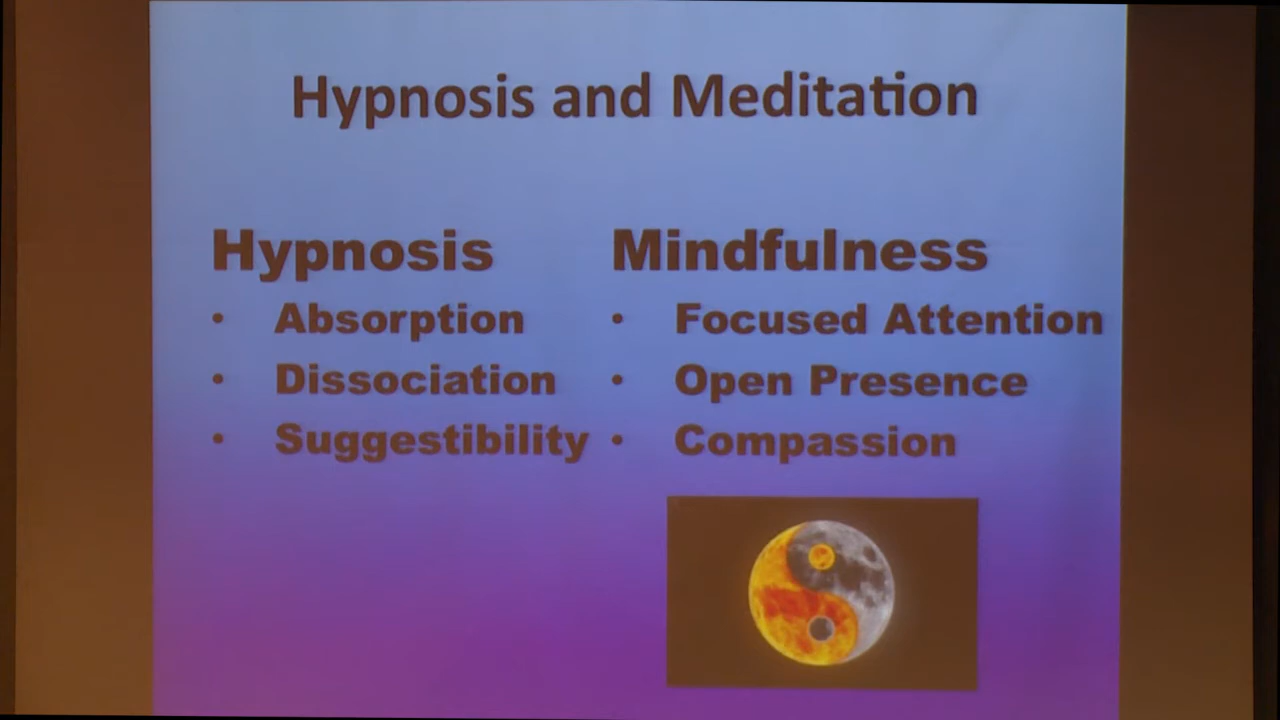 Hypnosis and Meditation
Hypnosis
• Absorption
• Dissociation
• Suggestibility
Mindfulness
• Focused Attention
• Open Presence
• Compassion